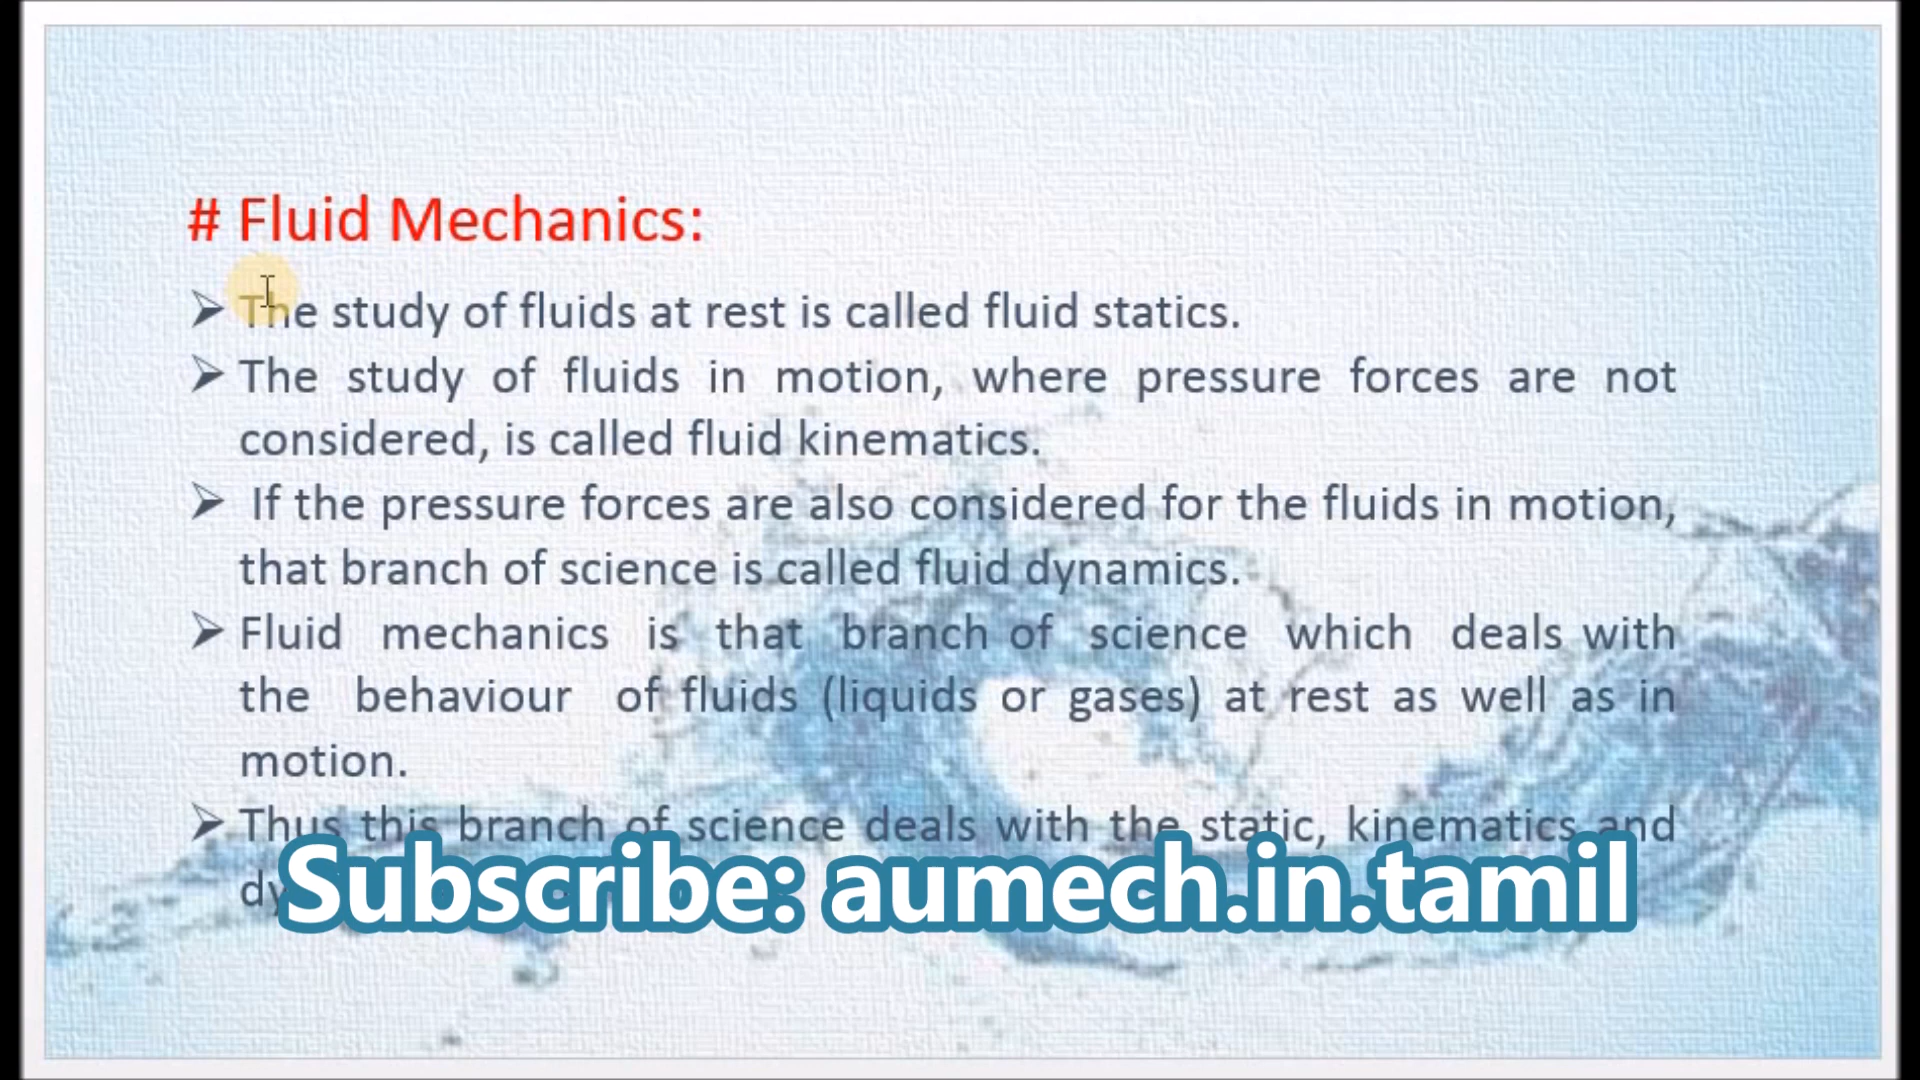 # Fluid Mechanics:
➢ The study of fluids at rest is called fluid statics.
➢ The study of fluids in motion, where pressure forces are not
considered, is called fluid kinematics.
➢ If the pressure forces are also considered for the fluids in motion,
that branch of science is called fluid dynamics.
➢ Fluid mechanics is that branch of science which deals with
the behaviour of fluids (liquids or gases) at rest as well as in
motion.
➢ Thus this branch of science deals with the static, kinematics and
Subscribe: aumech.in.tamil